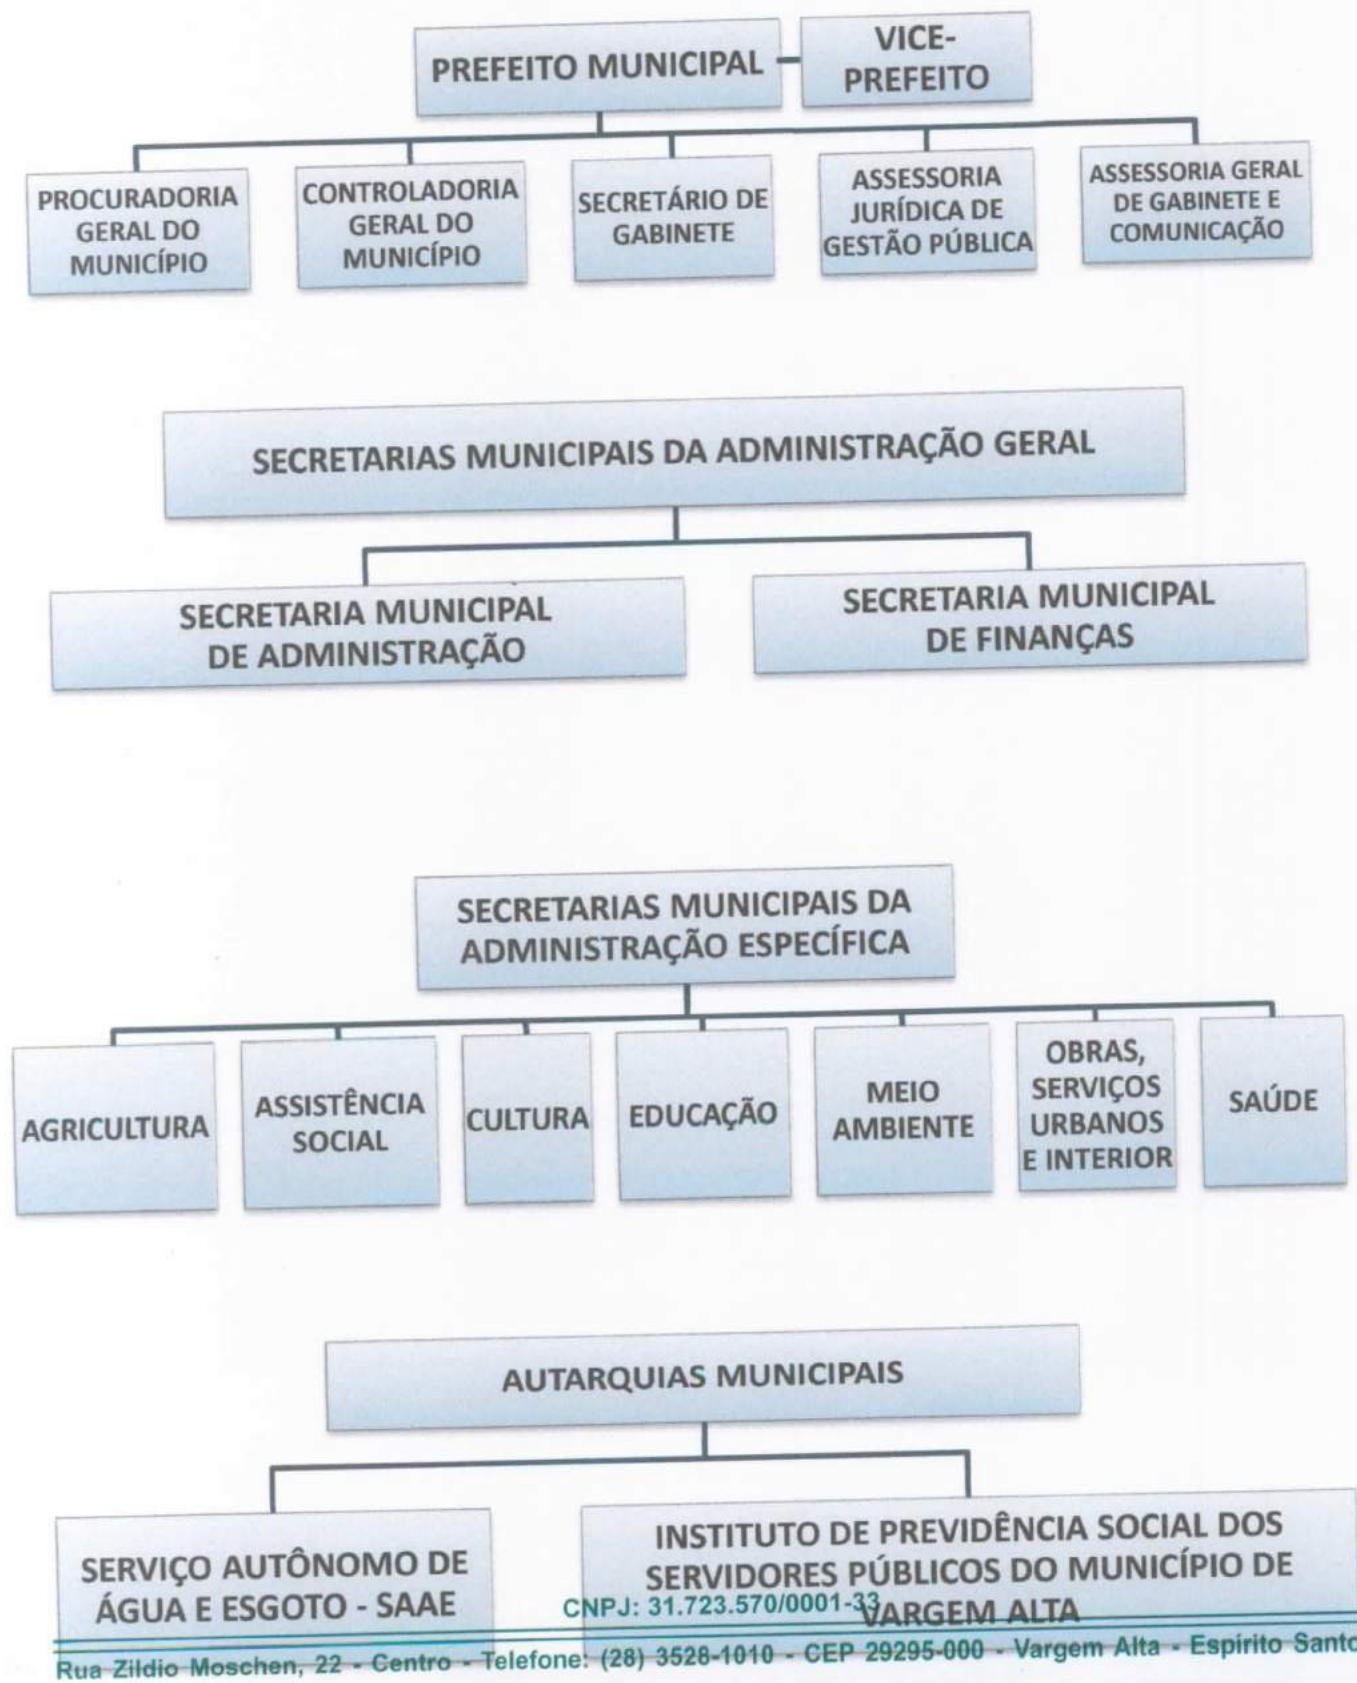 PREFEITO MUNICIPAL
VICE-
PREFEITO
PROCURADORIA
GERAL DO
MUNICÍPIO
CONTROLADORIA
GERAL DO
MUNICÍPIO
SECRETÁRIO DE
GABINETE
ASSESSORIA
JURÍDICA DE
GESTÃO PÚBLICA
ASSESSORIA GERAL
DE GABINETE E
COMUNICAÇÃO
SECRETARIAS MUNICIPAIS DA ADMINISTRAÇÃO GERAL
SECRETARIA MUNICIPAL
DE ADMINISTRAÇÃO
SECRETARIA MUNICIPAL
DE FINANÇAS
SECRETARIAS MUNICIPAIS DA
ADMINISTRAÇÃO ESPECÍFICA
AGRICULTURA
ASSISTÊNCIA
SOCIAL
CULTURA
EDUCAÇÃO
MEIO
AMBIENTE
OBRAS,
SERVIÇOS
URBANOS
E INTERIOR
SAÚDE
AUTARQUIAS MUNICIPAIS
SERVIÇO AUTÔNOMO DE
ÁGUA E ESGOTO - SAAE
INSTITUTO DE PREVIDÊNCIA SOCIAL DOS
SERVIDORES PÚBLICOS DO MUNICÍPIO DE
VARGEM ALTA
CNPJ: 31.723.570/0001-33
Rua Zildio Moschen, 22 - Centro - Telefone: (28) 3528-1010 - CEP 29295-000 - Vargem Alta - Espírito Santo